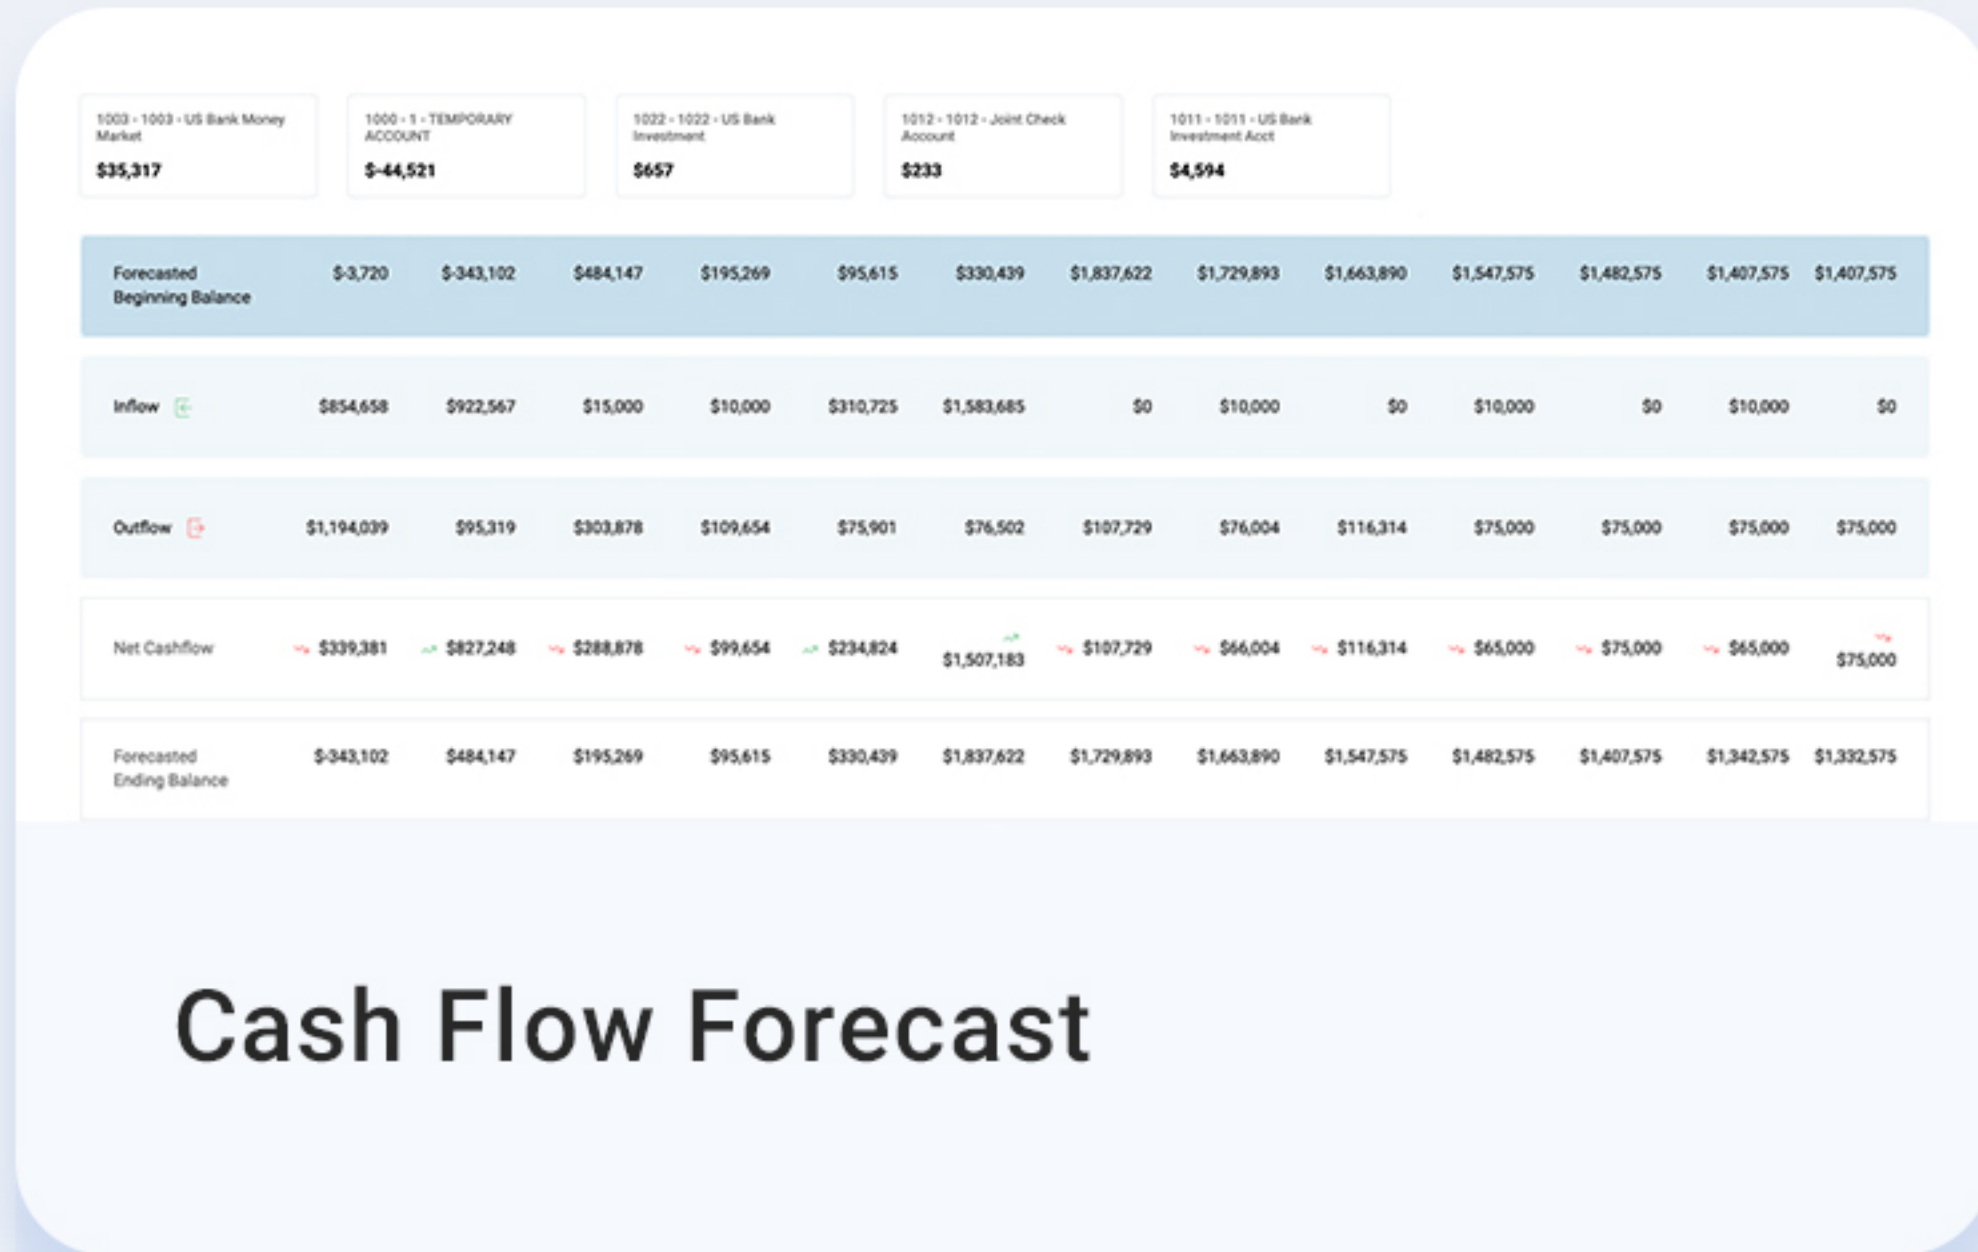 1003 - 1003 - US Bank Money
Market
$35,317
1000 - 1 - TEMPORARY
ACCOUNT
$-44,521
1022 - 1022 - US Bank
Investment
$657
1012 - 1012 - Joint Check
Account
$233
1011 - 1011 - US Bank
Investment Acct
$4,594
Forecasted
Beginning Balance
$-3,720 $-343,102 $484,147 $195,269 $95,615 $330,439 $1,837,622 $1,729,893 $1,663,890 $1,547,575 $1,482,575 $1,407,575 $1,407,575
Inflow $854,658 $922,567 $15,000 $10,000 $310,725 $1,583,685 $0 $10,000 $0 $10,000 $0 $10,000 $0
Outflow $1,194,039 $95,319 $303,878 $109,654 $75,901 $76,502 $107,729 $76,004 $116,314 $75,000 $75,000 $75,000 $75,000
Net Cashflow $339,381 $827,248 $288,878 $99,654 $234,824 $1,507,183 $107,729 $66,004 $116,314 $65,000 $75,000 $65,000 $75,000
Forecasted
Ending Balance
$-343,102 $484,147 $195,269 $95,615 $330,439 $1,837,622 $1,729,893 $1,663,890 $1,547,575 $1,482,575 $1,407,575 $1,342,575 $1,332,575
Cash Flow Forecast